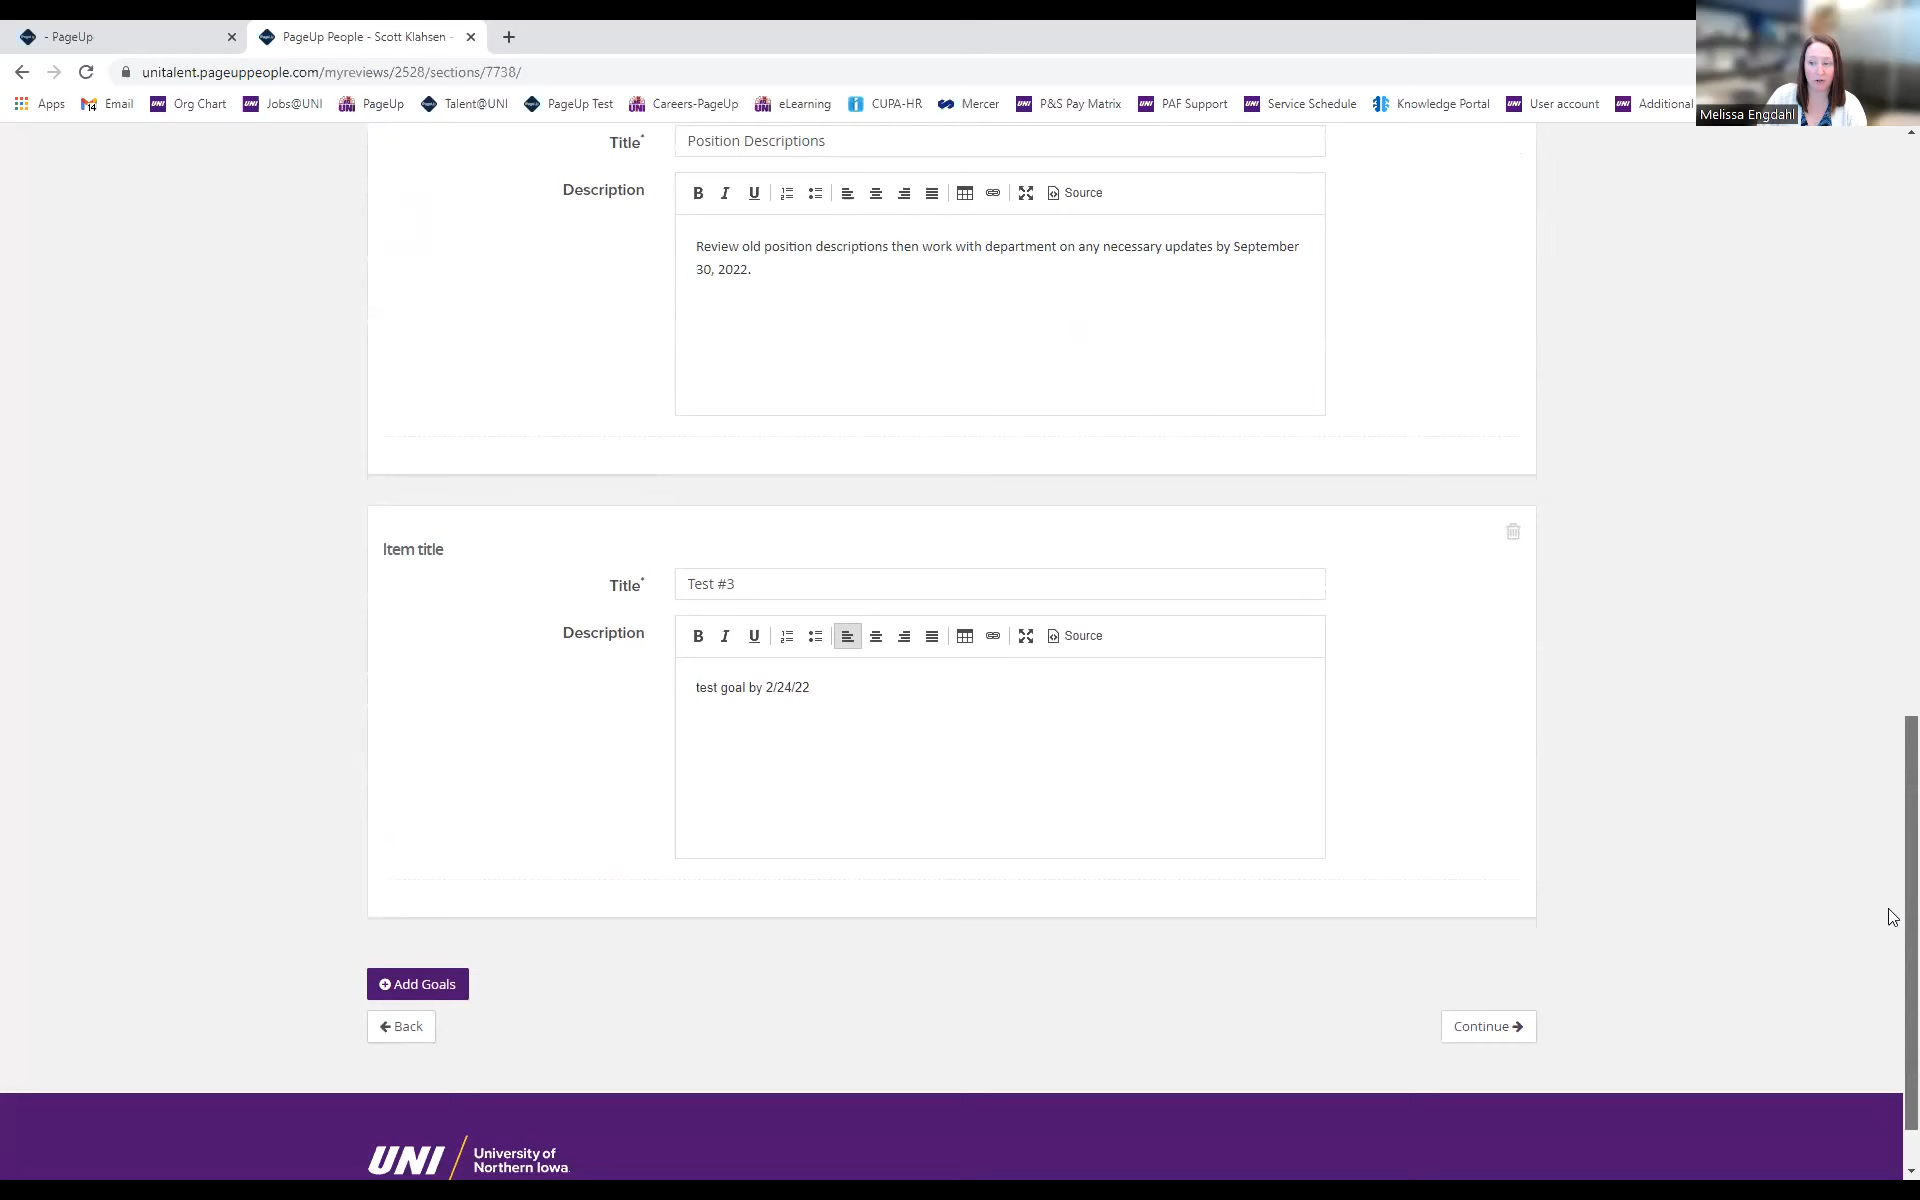 - PageUp
PageUp People - Scott Klahsen -
unitalent.pageuppeople.com/myreviews/2528/sections/7738/
Apps Email Org Chart Jobs@UNI PageUp Talent@UNI PageUp Test Careers-PageUp eLearning CUPA-HR Mercer P&S Pay Matrix PAF Support Service Schedule Knowledge Portal User account Additional
Melissa Engdahl
Title* Position Descriptions
Description
B I U Source
Review old position descriptions then work with department on any necessary updates by September
30, 2022.
Item title
Title* Test #3
Description
B I U Source
test goal by 2/24/22
Add Goals
Back
Continue
UNI University of
Northern Iowa